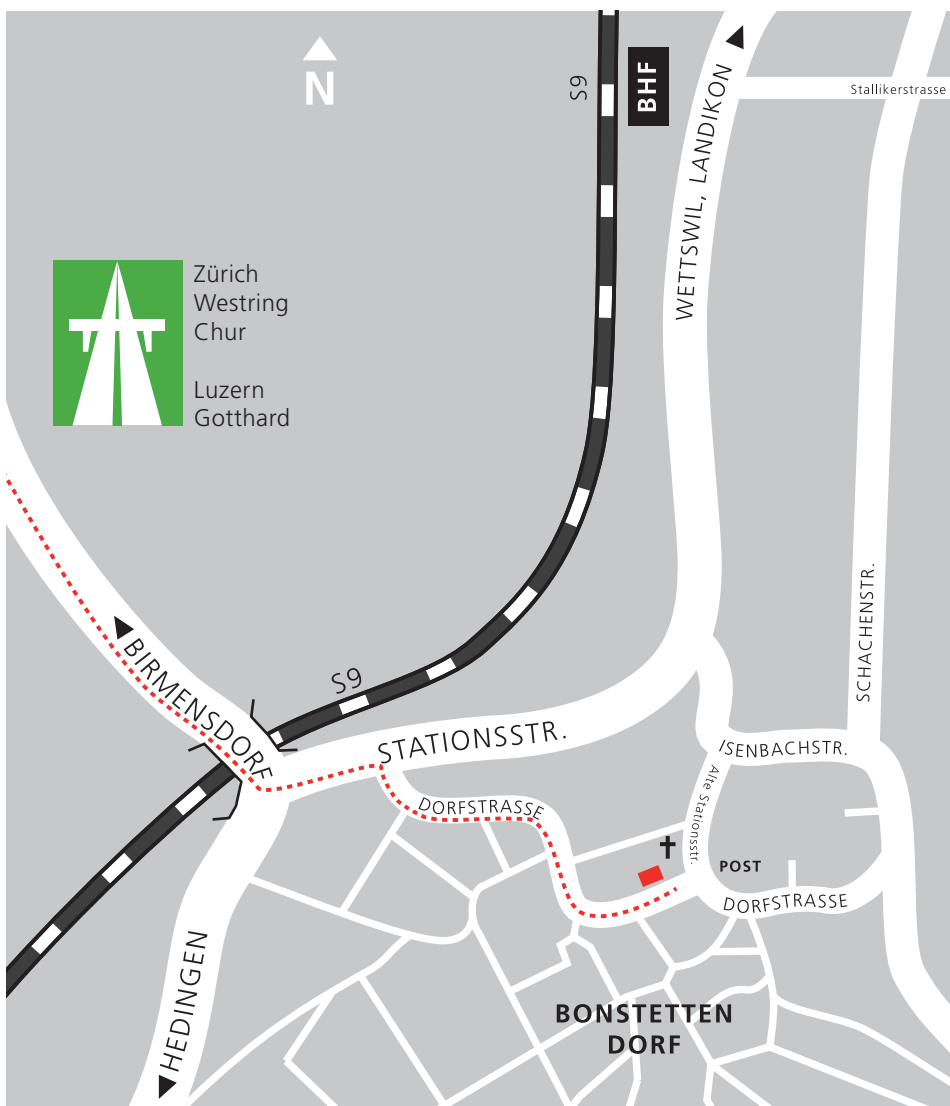 N
S9
BHF
WETTSWIL, LANDIKON
Stallikerstrasse
Zürich
Westring
Chur
Luzern
Gotthard
SCHACHENSTR.
BIRMENSDORF
S9
STATIONSSTR.
ISENBACHSTR.
Alte Stationsstr.
DORFSTRASSE
POST
DORFSTRASSE
HEDINGEN
BONSTETTEN
DORF